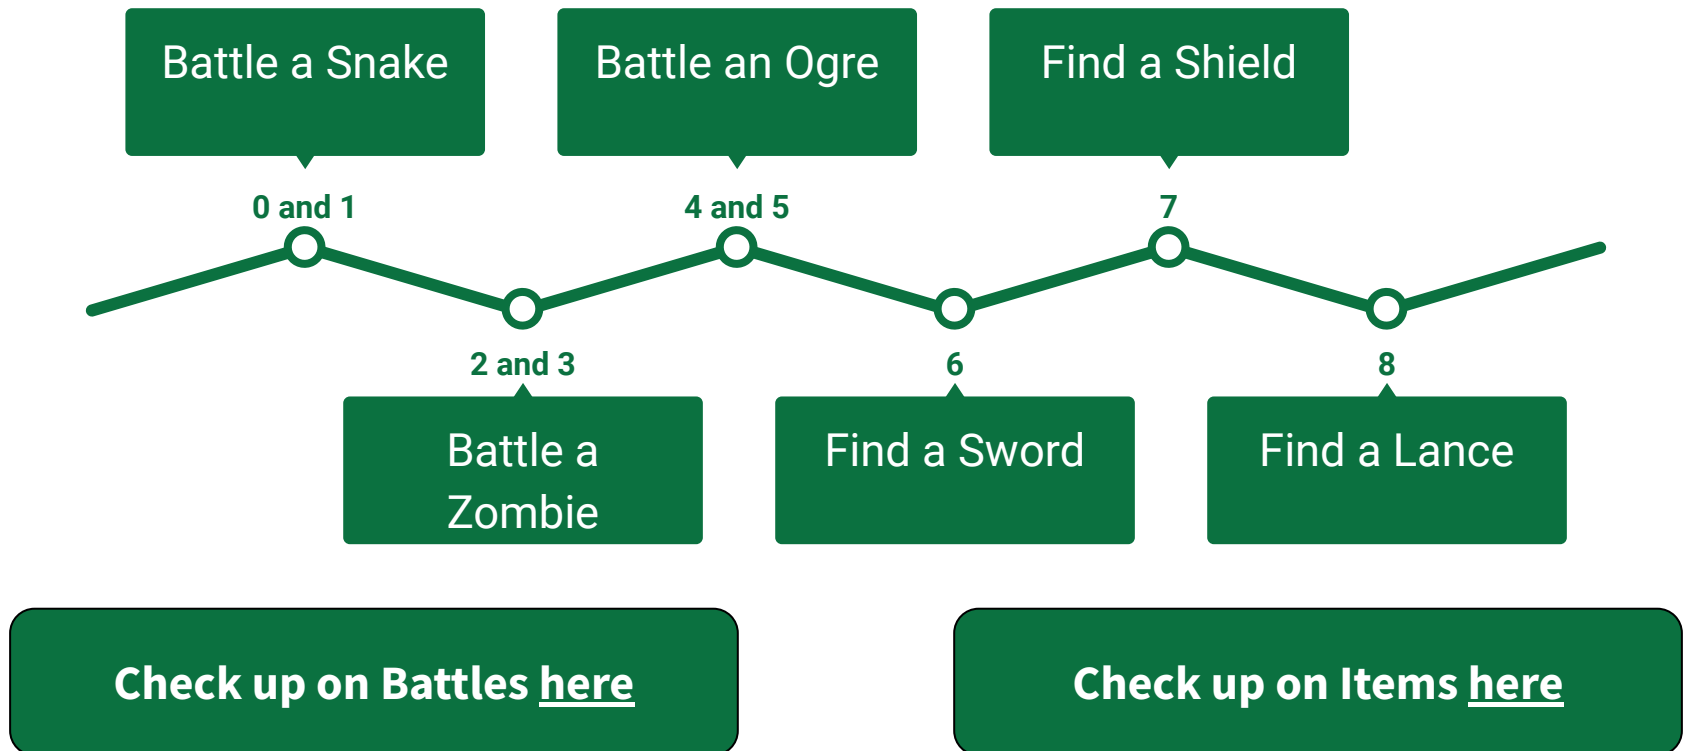 Battle a Snake
Battle an Ogre
Find a Shield
0 and 1
4 and 5
7
2 and 3
6
8
Battle a
Zombie
Find a Sword
Find a Lance
Check up on Battles here
Check up on Items here